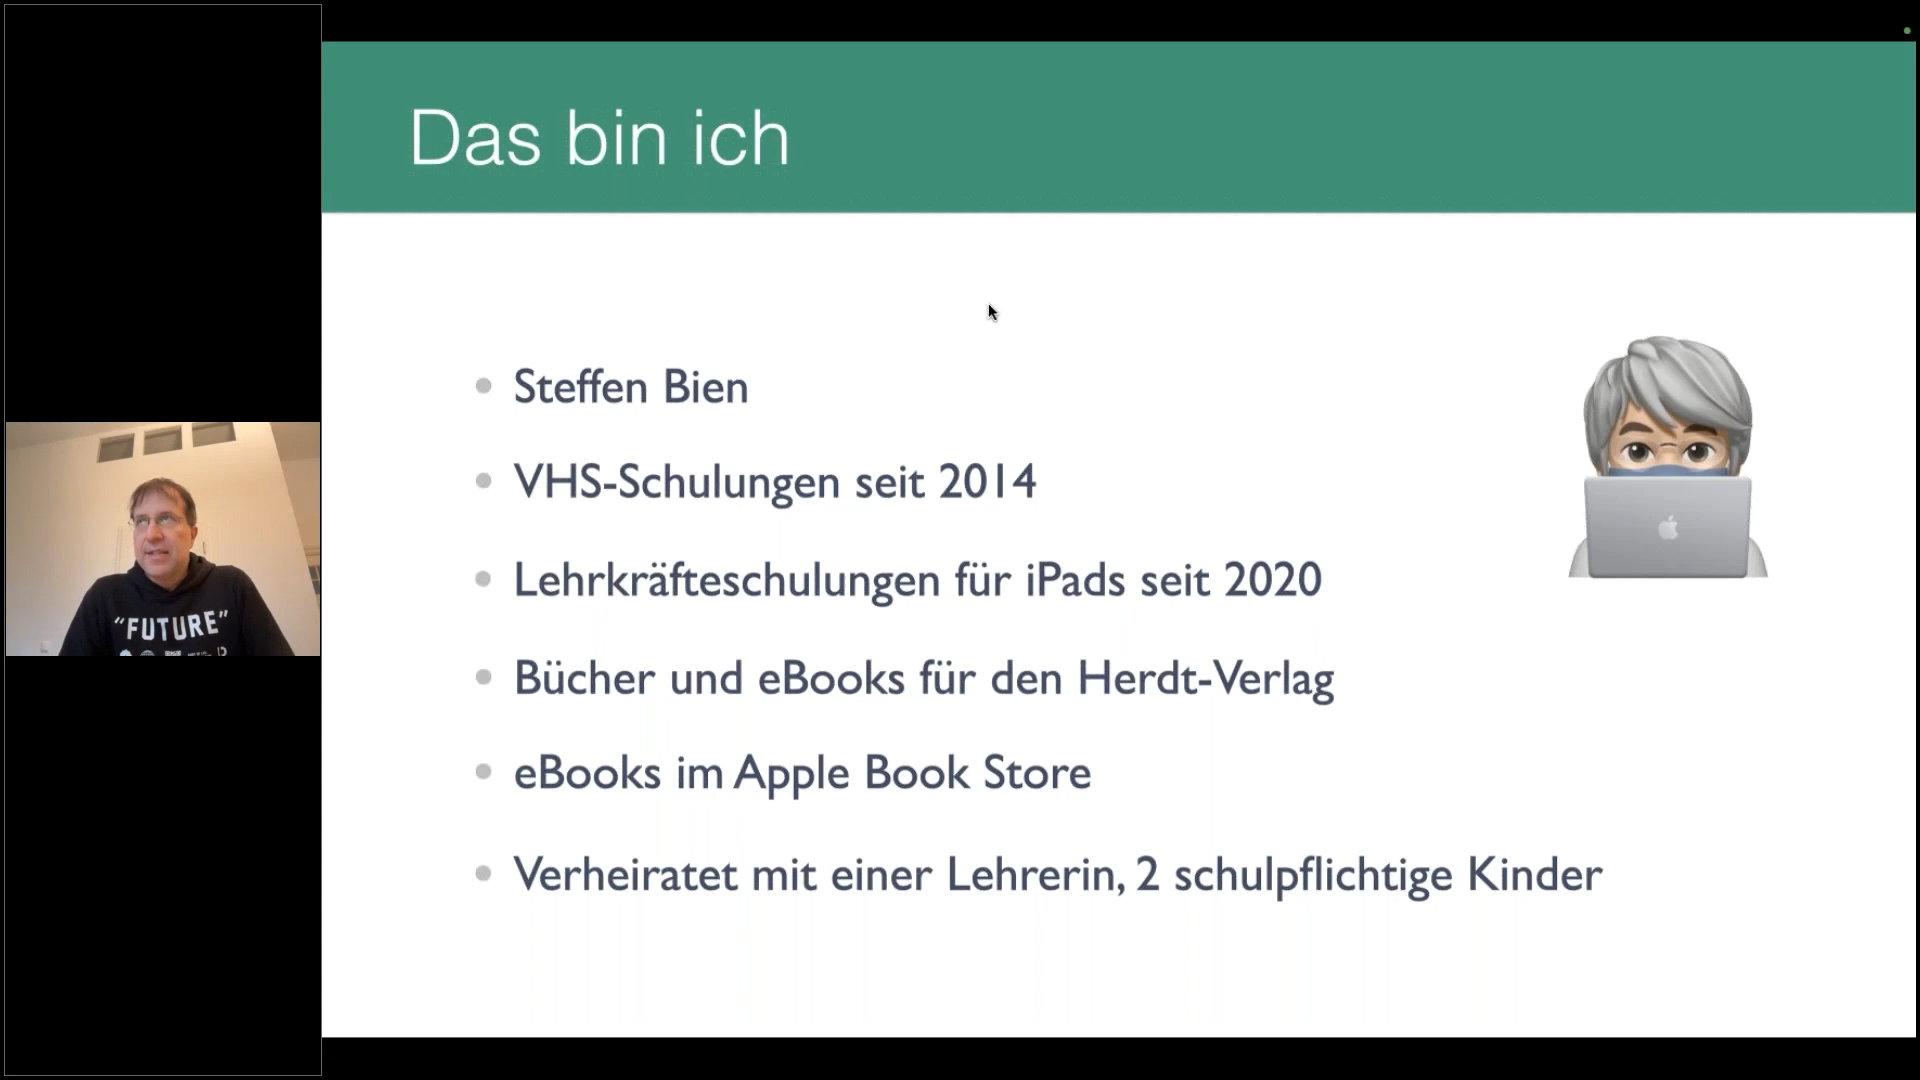 Das bin ich
Steffen Bien
VHS-Schulungen seit 2014
Lehrkräfteschulungen für iPads seit 2020
Bücher und eBooks für den Herdt-Verlag
eBooks im Apple Book Store
Verheiratet mit einer Lehrerin, 2 schulpflichtige Kinder
“FUTURE”